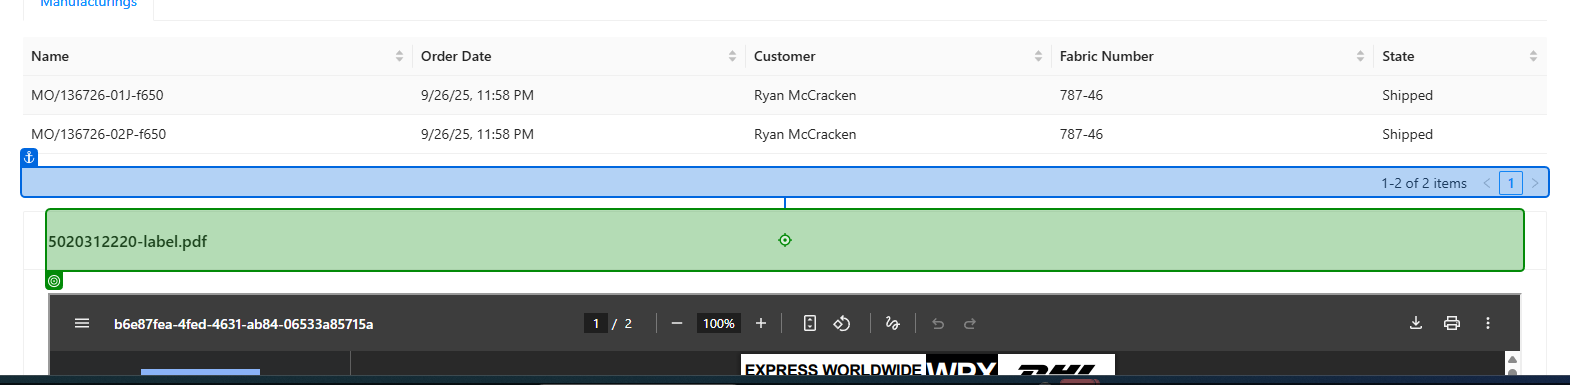 Manufacturings
Name Order Date Customer Fabric Number State
MO/136726-01J-f650 9/26/25, 11:58 PM Ryan McCracken 787-46 Shipped
MO/136726-02P-f650 9/26/25, 11:58 PM Ryan McCracken 787-46 Shipped
1-2 of 2 items < 1 >
5020312220-label.pdf
b6e87fea-4fed-4631-ab84-06533a85715a 1 / 2 — 100% +
EXPRESS WORLDWIDE WPX DHL